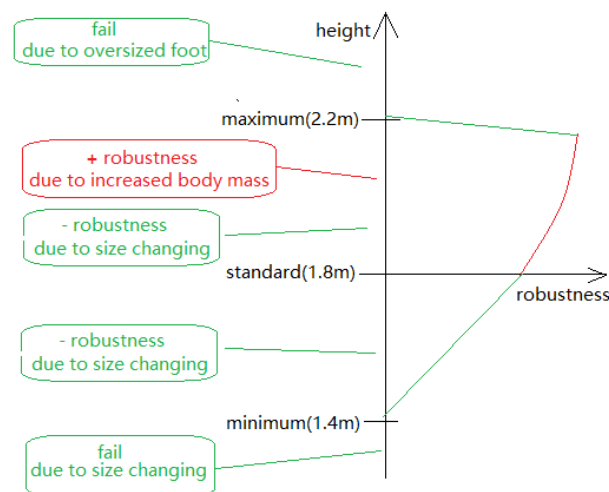 fail
due to oversized foot
height
maximum(2.2m)
+ robustness
due to increased body mass
- robustness
due to size changing
standard(1.8m)
robustness
- robustness
due to size changing
minimum(1.4m)
fail
due to size changing